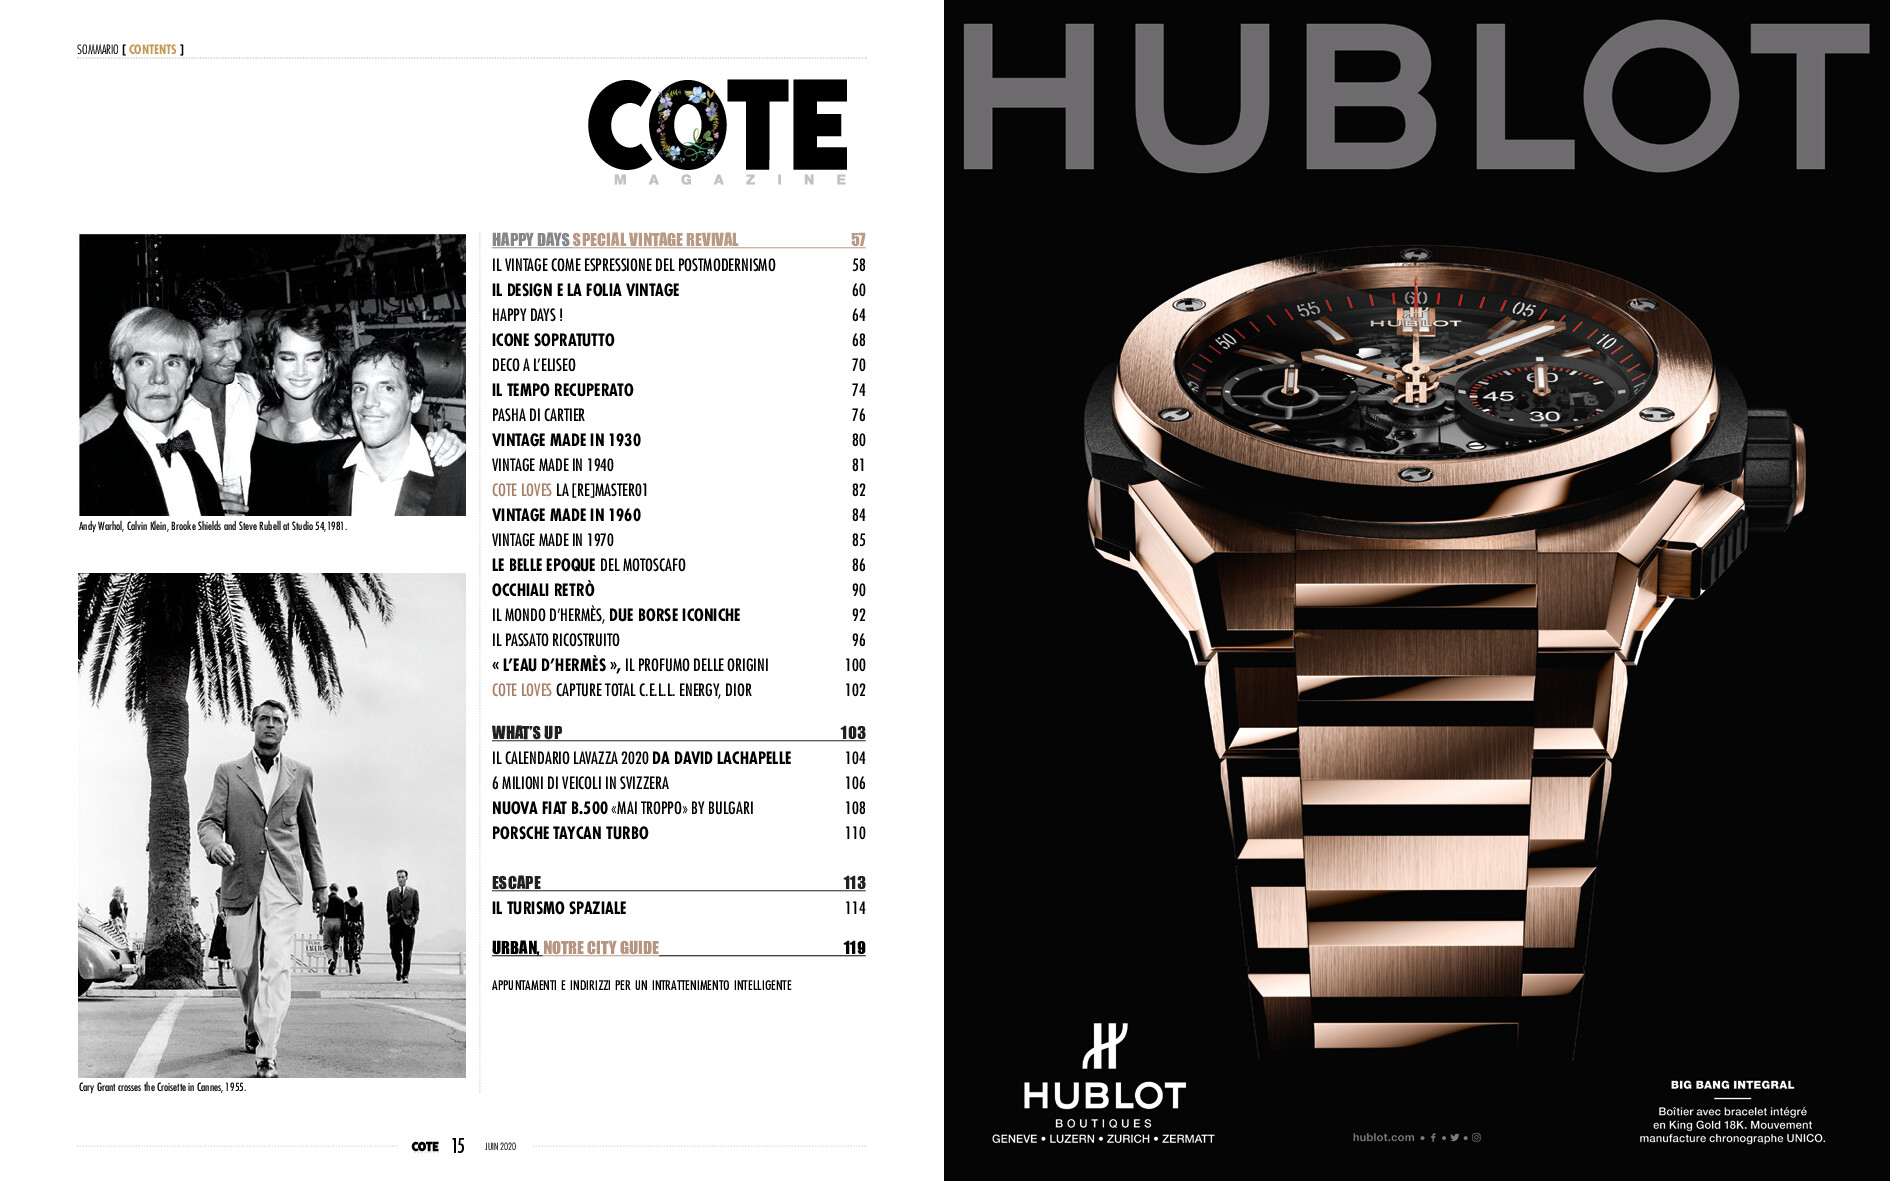 SOMMARIO [ CONTENTS ]
COTE
MAGAZINE
Andy Warhol, Calvin Klein, Brooke Shields and Steve Rubell at Studio 54,1981.
Cary Grant crosses the Croisette in Cannes, 1955.
HAPPY DAYS SPECIAL VINTAGE REVIVAL 57
IL VINTAGE COME ESPRESSIONE DEL POSTMODERNISMO 58
IL DESIGN E LA FOLIA VINTAGE 60
HAPPY DAYS ! 64
ICONE SOPRATUTTO 68
DECO A L'ELISEO 70
IL TEMPO RECUPERATO 74
PASHA DI CARTIER 76
VINTAGE MADE IN 1930 80
VINTAGE MADE IN 1940 81
COTE LOVES LA [RE]MASTER01 82
VINTAGE MADE IN 1960 84
VINTAGE MADE IN 1970 85
LE BELLE EPOQUE DEL MOTOSCAFO 86
OCCHIALI RETRÒ 90
IL MONDO D'HERMÈS, DUE BORSE ICONICHE 92
IL PASSATO RICOSTRUITO 96
« L'EAU D'HERMÈS », IL PROFUMO DELLE ORIGINI 100
COTE LOVES CAPTURE TOTAL C.E.L.L. ENERGY, DIOR 102
WHAT'S UP 103
IL CALENDARIO LAVAZZA 2020 DA DAVID LACHAPELLE 104
6 MILIONI DI VEICOLI IN SVIZZERA 106
NUOVA FIAT B.500 «MAI TROPPO» BY BULGARI 108
PORSCHE TAYCAN TURBO 110
ESCAPE 113
IL TURISMO SPAZIALE 114
URBAN, NOTRE CITY GUIDE 119
APPUNTAMENTI E INDIRIZZI PER UN INTRATTENIMENTO INTELLIGENTE
COTE 15 JUIN 2020
HUBLOT
50 55 60 05 10
HUBLOT
60
45
30
HUBLOT
BOUTIQUES
GENEVE • LUZERN • ZURICH • ZERMATT
hublot.com
BIG BANG INTEGRAL
Boîtier avec bracelet intégré
en King Gold 18K. Mouvement
manufacture chronographe UNICO.